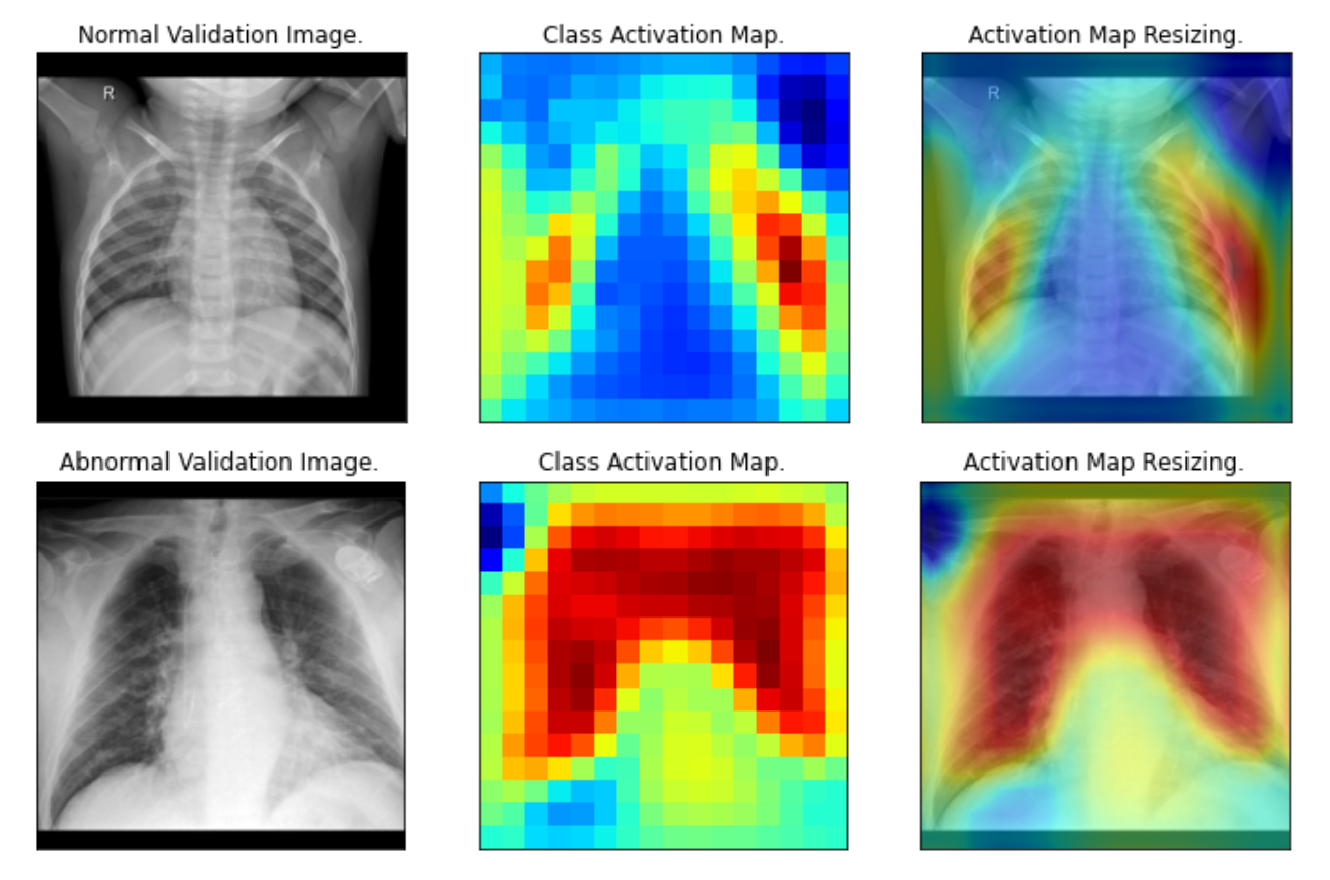 Normal Validation Image.
Class Activation Map.
Activation Map Resizing.
R
R
Abnormal Validation Image.
Class Activation Map.
Activation Map Resizing.